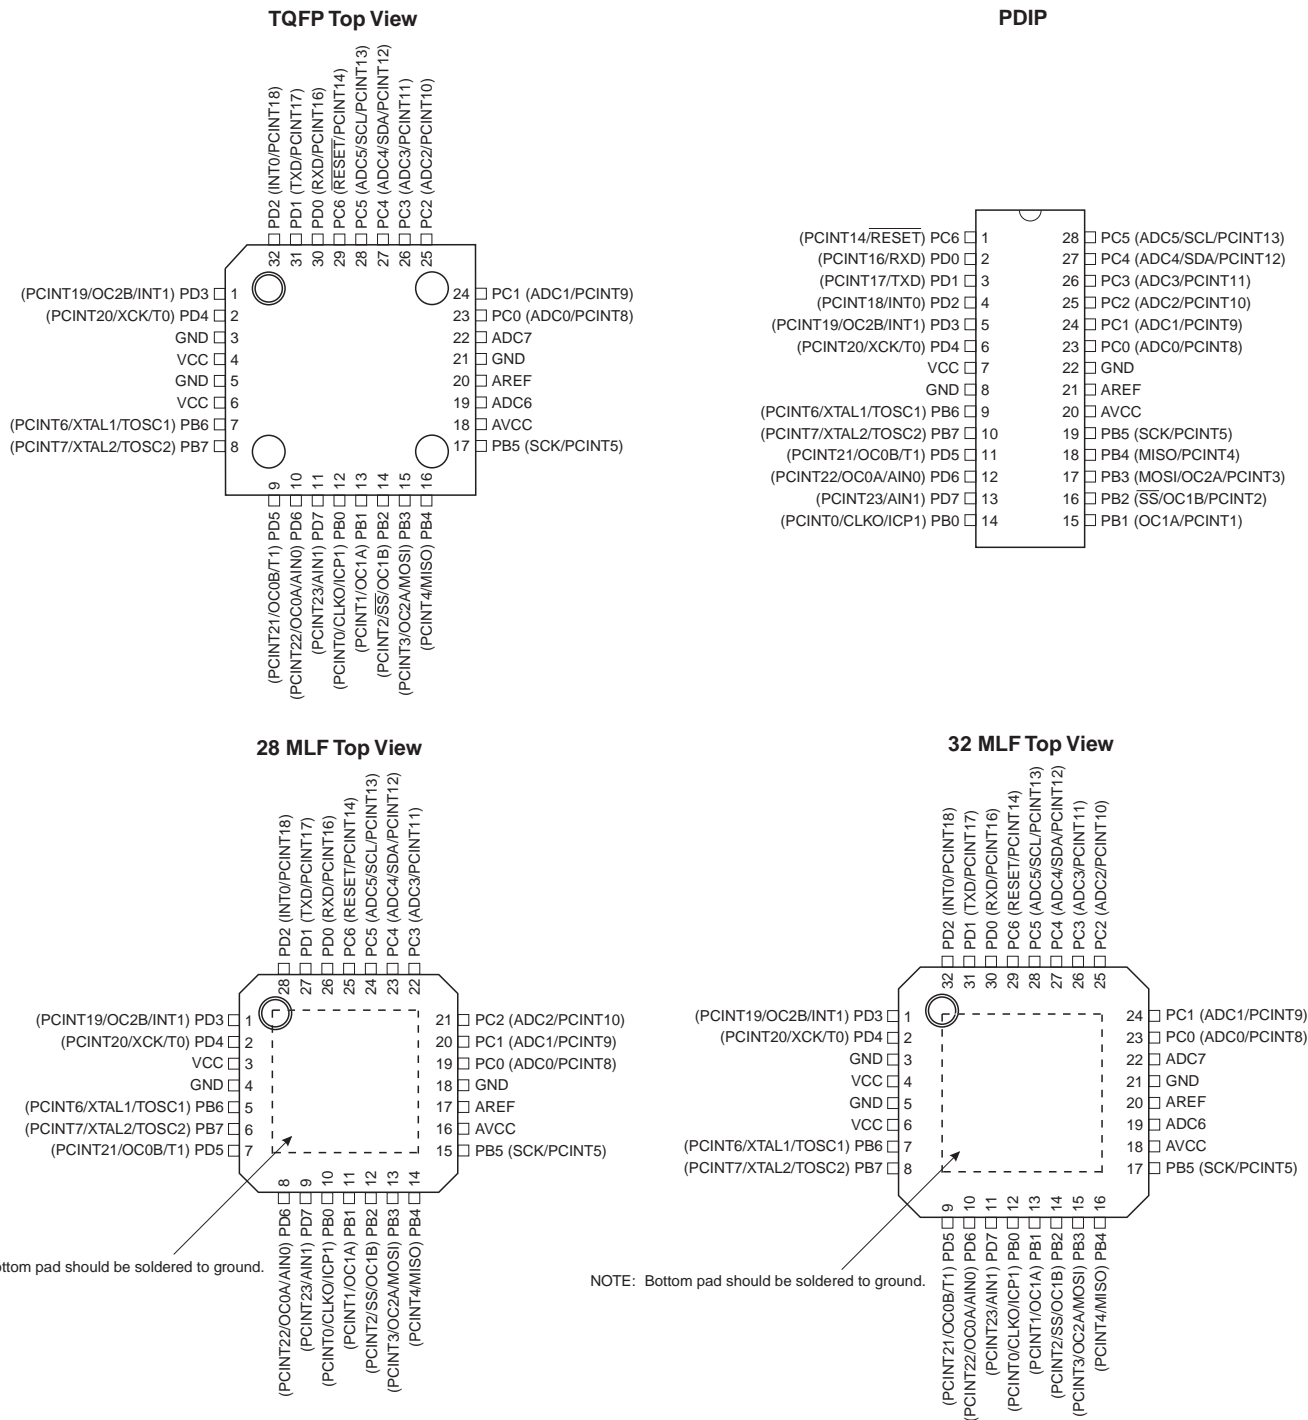 TQFP Top View
32 PD2 (INT0/PCINT18)
31 PD1 (TXD/PCINT17)
30 PD0 (RXD/PCINT16)
29 PC6 (RESET/PCINT14)
28 PC5 (ADC5/SCL/PCINT13)
27 PC4 (ADC4/SDA/PCINT12)
26 PC3 (ADC3/PCINT11)
25 PC2 (ADC2/PCINT10)
(PCINT19/OC2B/INT1) PD3 1
(PCINT20/XCK/T0) PD4 2
GND 3
VCC 4
GND 5
VCC 6
(PCINT6/XTAL1/TOSC1) PB6 7
(PCINT7/XTAL2/TOSC2) PB7 8
24 PC1 (ADC1/PCINT9)
23 PC0 (ADC0/PCINT8)
22 ADC7
21 GND
20 AREF
19 ADC6
18 AVCC
17 PB5 (SCK/PCINT5)
(PCINT21/OC0B/T1) PD5 9
(PCINT22/OC0A/AIN0) PD6 10
(PCINT23/AIN1) PD7 11
(PCINT0/CLKO/ICP1) PB0 12
(PCINT1/OC1A) PB1 13
(PCINT2/SS/OC1B) PB2 14
(PCINT3/OC2A/MOSI) PB3 15
(PCINT4/MISO) PB4 16
PDIP
(PCINT14/RESET) PC6 1
(PCINT16/RXD) PD0 2
(PCINT17/TXD) PD1 3
(PCINT18/INT0) PD2 4
(PCINT19/OC2B/INT1) PD3 5
(PCINT20/XCK/T0) PD4 6
VCC 7
GND 8
(PCINT6/XTAL1/TOSC1) PB6 9
(PCINT7/XTAL2/TOSC2) PB7 10
(PCINT21/OC0B/T1) PD5 11
(PCINT22/OC0A/AIN0) PD6 12
(PCINT23/AIN1) PD7 13
(PCINT0/CLKO/ICP1) PB0 14
28 PC5 (ADC5/SCL/PCINT13)
27 PC4 (ADC4/SDA/PCINT12)
26 PC3 (ADC3/PCINT11)
25 PC2 (ADC2/PCINT10)
24 PC1 (ADC1/PCINT9)
23 PC0 (ADC0/PCINT8)
22 GND
21 AREF
20 AVCC
19 PB5 (SCK/PCINT5)
18 PB4 (MISO/PCINT4)
17 PB3 (MOSI/OC2A/PCINT3)
16 PB2 (SS/OC1B/PCINT2)
15 PB1 (OC1A/PCINT1)
28 MLF Top View
28 PD2 (INT0/PCINT18)
27 PD1 (TXD/PCINT17)
26 PD0 (RXD/PCINT16)
25 PC6 (RESET/PCINT14)
24 PC5 (ADC5/SCL/PCINT13)
23 PC4 (ADC4/SDA/PCINT12)
22 PC3 (ADC3/PCINT11)
(PCINT19/OC2B/INT1) PD3 1
(PCINT20/XCK/T0) PD4 2
VCC 3
GND 4
(PCINT6/XTAL1/TOSC1) PB6 5
(PCINT7/XTAL2/TOSC2) PB7 6
(PCINT21/OC0B/T1) PD5 7
21 PC2 (ADC2/PCINT10)
20 PC1 (ADC1/PCINT9)
19 PC0 (ADC0/PCINT8)
18 GND
17 AREF
16 AVCC
15 PB5 (SCK/PCINT5)
(PCINT22/OC0A/AIN0) PD6 8
(PCINT23/AIN1) PD7 9
(PCINT0/CLKO/ICP1) PB0 10
(PCINT1/OC1A) PB1 11
(PCINT2/SS/OC1B) PB2 12
(PCINT3/OC2A/MOSI) PB3 13
(PCINT4/MISO) PB4 14
pad should be soldered to ground.
32 MLF Top View
32 PD2 (INT0/PCINT18)
31 PD1 (TXD/PCINT17)
30 PD0 (RXD/PCINT16)
29 PC6 (RESET/PCINT14)
28 PC5 (ADC5/SCL/PCINT13)
27 PC4 (ADC4/SDA/PCINT12)
26 PC3 (ADC3/PCINT11)
25 PC2 (ADC2/PCINT10)
(PCINT19/OC2B/INT1) PD3 1
(PCINT20/XCK/T0) PD4 2
GND 3
VCC 4
GND 5
VCC 6
(PCINT6/XTAL1/TOSC1) PB6 7
(PCINT7/XTAL2/TOSC2) PB7 8
24 PC1 (ADC1/PCINT9)
23 PC0 (ADC0/PCINT8)
22 ADC7
21 GND
20 AREF
19 ADC6
18 AVCC
17 PB5 (SCK/PCINT5)
(PCINT21/OC0B/T1) PD5 9
(PCINT22/OC0A/AIN0) PD6 10
(PCINT23/AIN1) PD7 11
(PCINT0/CLKO/ICP1) PB0 12
(PCINT1/OC1A) PB1 13
(PCINT2/SS/OC1B) PB2 14
(PCINT3/OC2A/MOSI) PB3 15
(PCINT4/MISO) PB4 16
NOTE: Bottom pad should be soldered to ground.